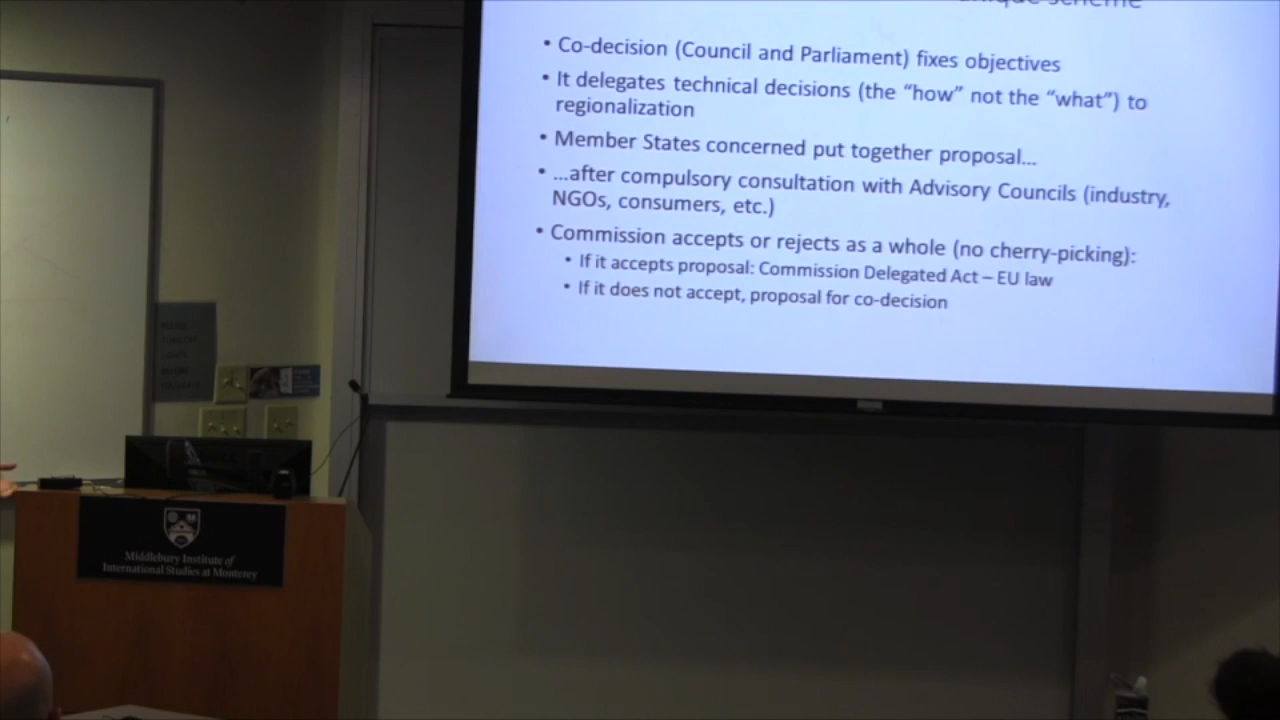 scheme
• Co-decision (Council and Parliament) fixes objectives
• It delegates technical decisions (the “how” not the “what”) to
regionalization
• Member States concerned put together proposal...
• ...after compulsory consultation with Advisory Councils (industry,
NGOs, consumers, etc.)
• Commission accepts or rejects as a whole (no cherry-picking):
• If it accepts proposal: Commission Delegated Act – EU law
• If it does not accept, proposal for co-decision
Middlebury Institute of
International Studies at Monterey